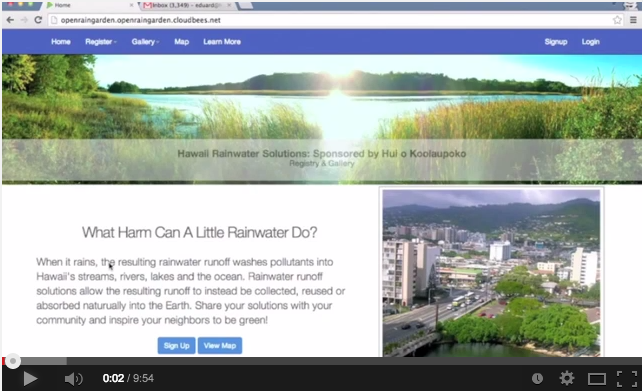 Home
Inbox (3,349) - eduard@
openraingarden.openraingarden.cloudbees.net
Home Register Gallery Map Learn More Signup Login
Hawaii Rainwater Solutions: Sponsored by Hui o Koolaupoko
Registry & Gallery
What Harm Can A Little Rainwater Do?
When it rains, the resulting rainwater runoff washes pollutants into
Hawaii's streams, rivers, lakes and the ocean. Rainwater runoff
solutions allow the resulting runoff to instead be collected, reused or
absorbed naturually into the Earth. Share your solutions with your
community and inspire your neighbors to be green!
Sign Up View Map
0:02 / 9:54